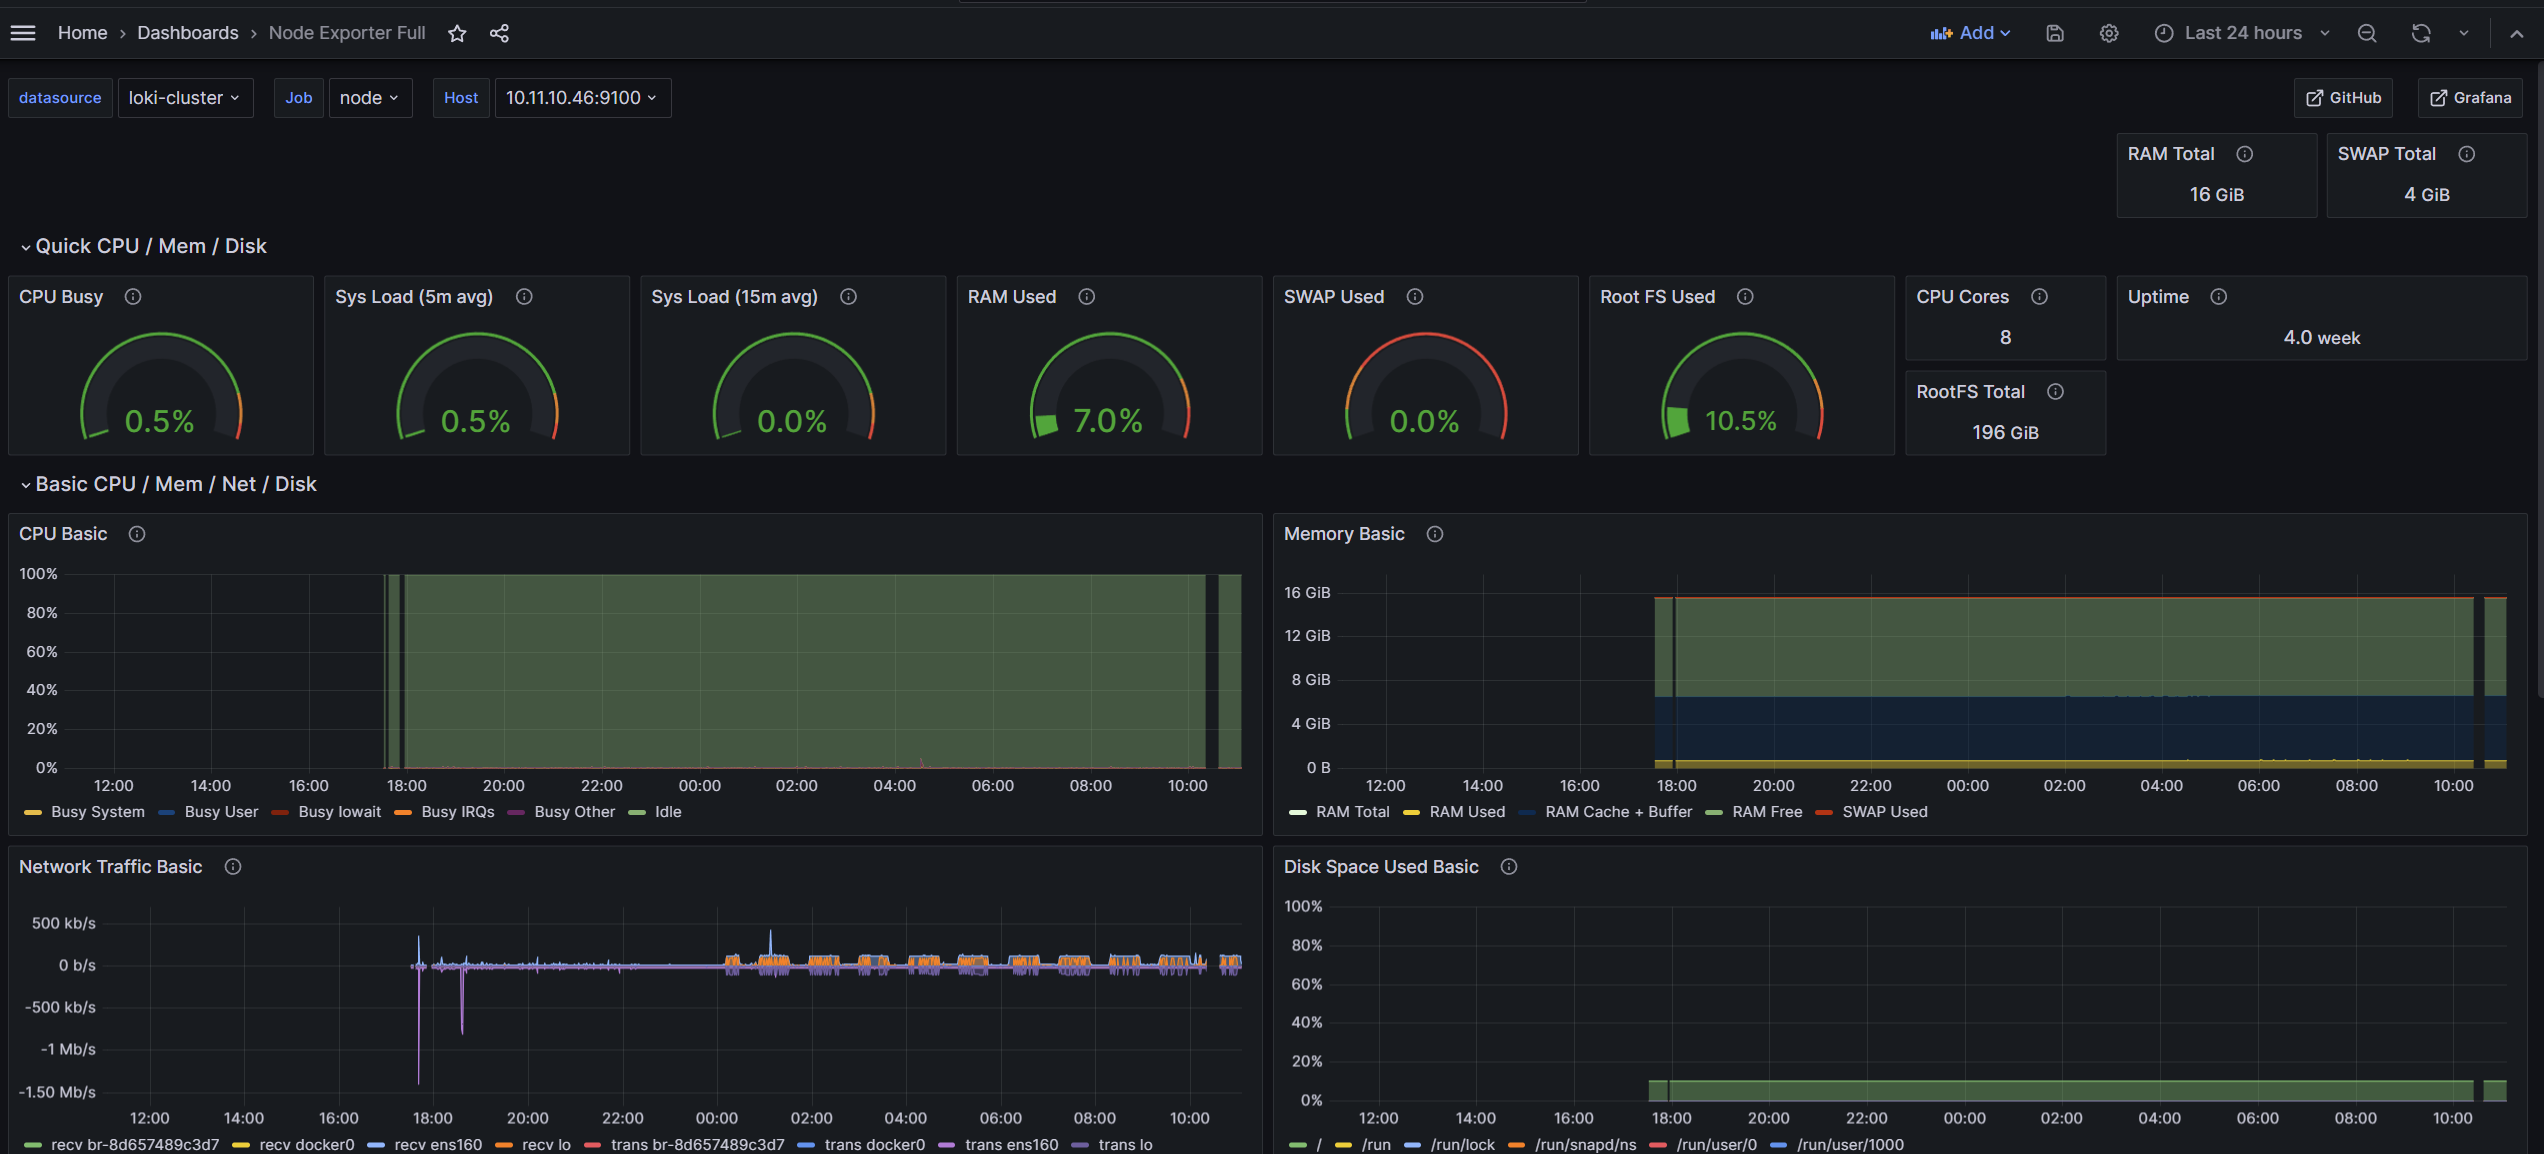 Home › Dashboards › Node Exporter Full
Add
Last 24 hours
datasource loki-cluster Job node Host 10.11.10.46:9100
GitHub Grafana
RAM Total SWAP Total
16 GiB 4 GiB
Quick CPU / Mem / Disk
CPU Busy Sys Load (5m avg) Sys Load (15m avg) RAM Used SWAP Used Root FS Used CPU Cores Uptime
8 4.0 week
RootFS Total
0.5% 0.5% 0.0% 7.0% 0.0% 10.5%
196 GiB
Basic CPU / Mem / Net / Disk
CPU Basic
100%
80%
60%
40%
20%
0%
12:00 14:00 16:00 18:00 20:00 22:00 00:00 02:00 04:00 06:00 08:00 10:00
Busy System Busy User Busy Iowait Busy IRQs Busy Other Idle
Memory Basic
16 GiB
12 GiB
8 GiB
4 GiB
0 B
12:00 14:00 16:00 18:00 20:00 22:00 00:00 02:00 04:00 06:00 08:00 10:00
RAM Total RAM Used RAM Cache + Buffer RAM Free SWAP Used
Network Traffic Basic
500 kb/s
0 b/s
-500 kb/s
-1 Mb/s
-1.50 Mb/s
12:00 14:00 16:00 18:00 20:00 22:00 00:00 02:00 04:00 06:00 08:00 10:00
recv br-8d657489c3d7 recv docker0 recv ens160 recv lo trans br-8d657489c3d7 trans docker0 trans ens160 trans lo
Disk Space Used Basic
100%
80%
60%
40%
20%
0%
12:00 14:00 16:00 18:00 20:00 22:00 00:00 02:00 04:00 06:00 08:00 10:00
/ /run /run/lock /run/snapd/ns /run/user/0 /run/user/1000